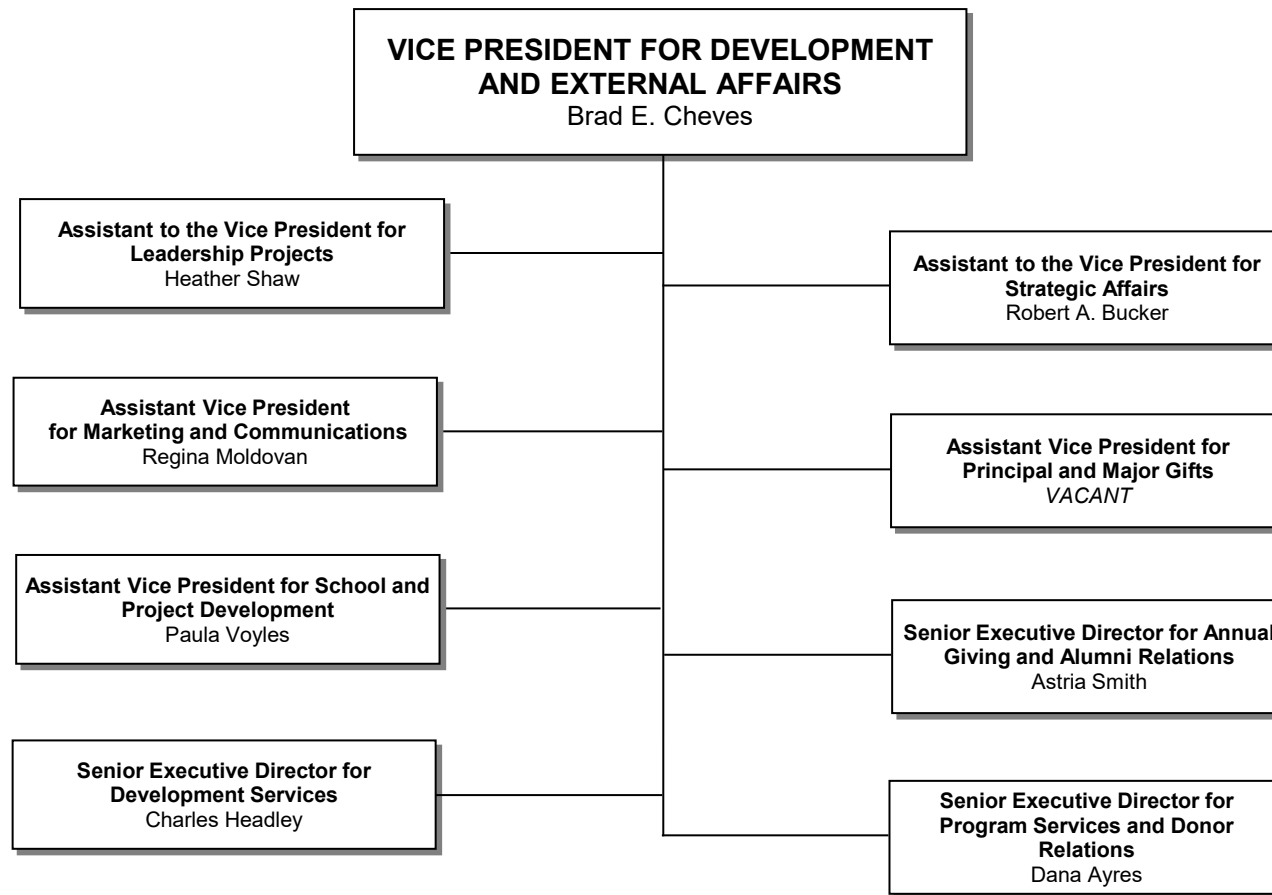 VICE PRESIDENT FOR DEVELOPMENT
AND EXTERNAL AFFAIRS
Brad E. Cheves
Assistant to the Vice President for
Leadership Projects
Heather Shaw
Assistant to the Vice President for
Strategic Affairs
Robert A. Bucker
Assistant Vice President
for Marketing and Communications
Regina Moldovan
Assistant Vice President for
Principal and Major Gifts
VACANT
Assistant Vice President for School and
Project Development
Paula Voyles
Senior Executive Director for Annual
Giving and Alumni Relations
Astria Smith
Senior Executive Director for
Development Services
Charles Headley
Senior Executive Director for
Program Services and Donor
Relations
Dana Ayres